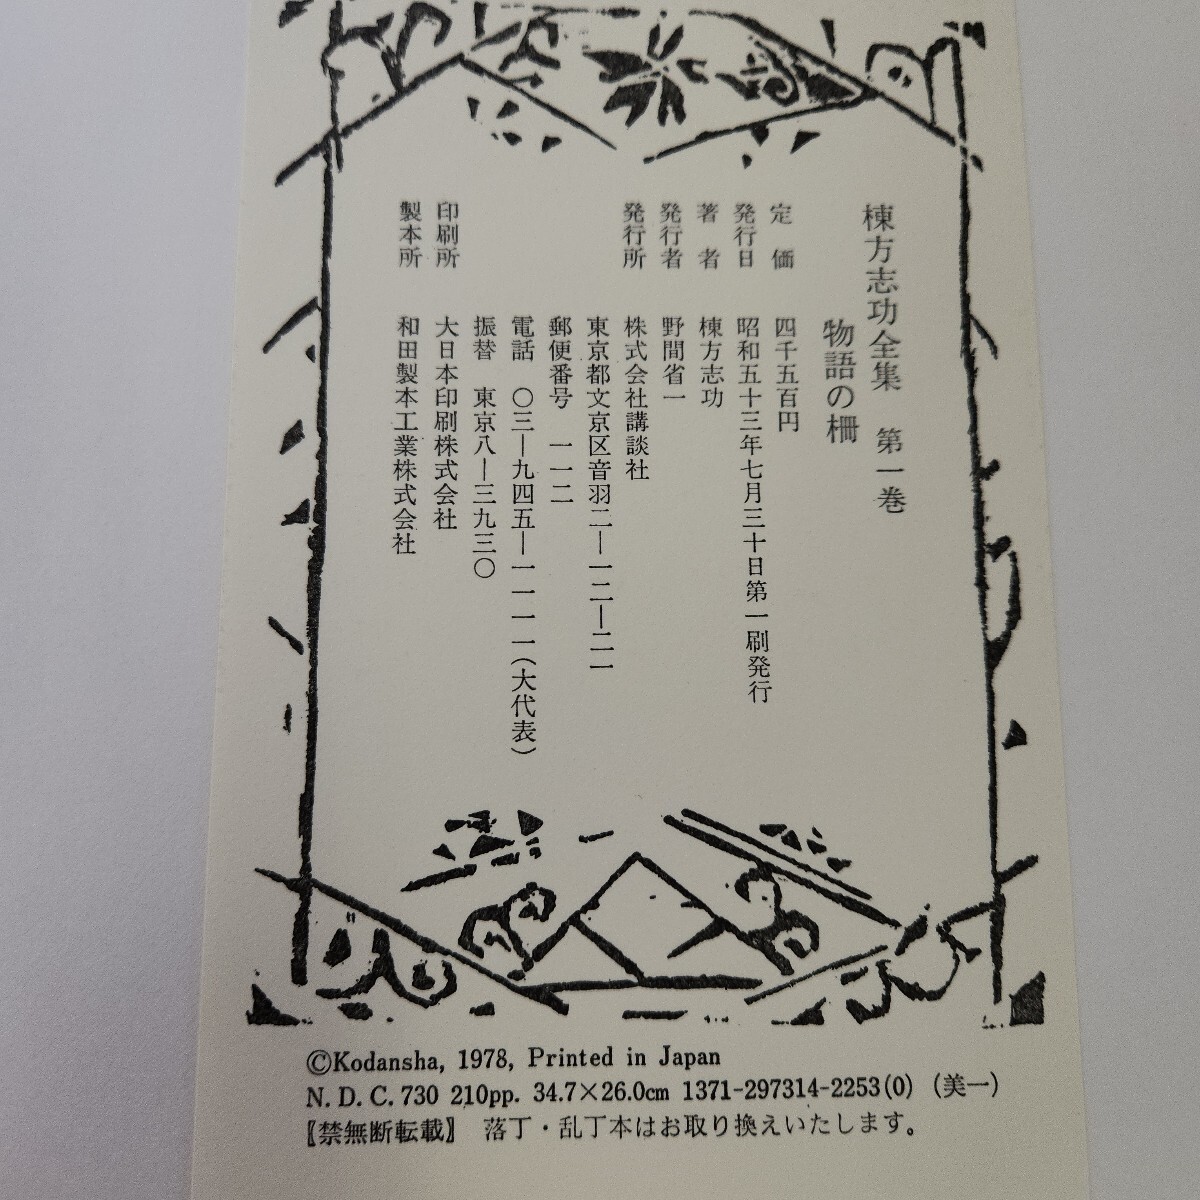 棟方志功全集　第一巻
物語の柵
定価　四千五百円
発行日　昭和五十三年七月三十日第一刷発行
著者　棟方志功
発行者　野間省一
発行所　株式会社講談社
東京都文京区音羽二―一二―二一
郵便番号　一一二
電話　〇三―九四五―一一一一（大代表）
振替　東京八―三九三〇
印刷所　大日本印刷株式会社
製本所　和田製本工業株式会社
©Kodansha, 1978, Printed in Japan
N. D. C. 730 210pp. 34.7×26.0cm 1371-297314-2253(0) (美一)
〖禁無断転載〗 落丁・乱丁本はお取り換えいたします。